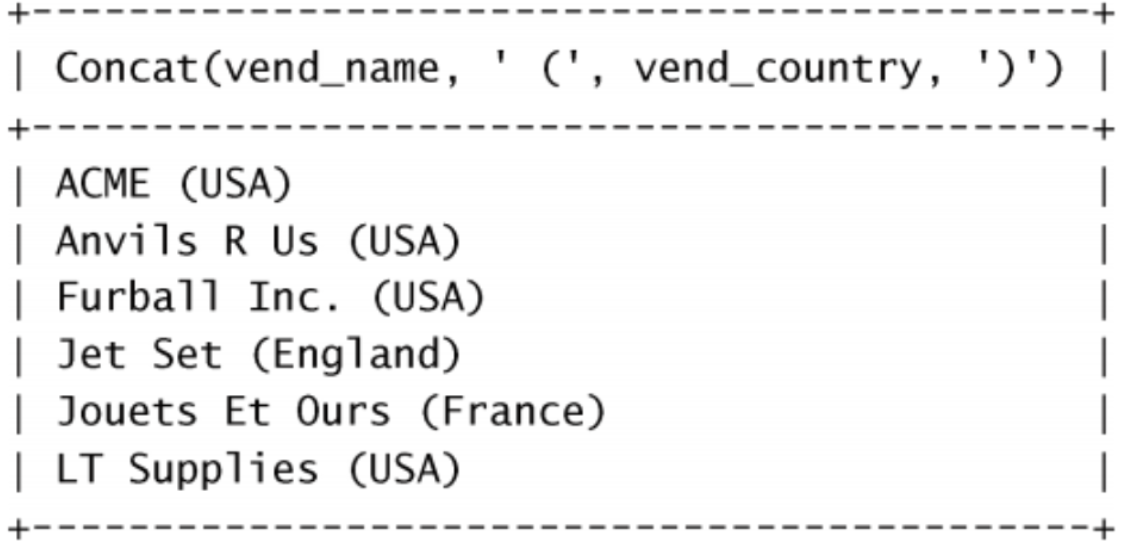 +--------------------------------------------+
| Concat(vend_name, ' (', vend_country, ')') |
+--------------------------------------------+
| ACME (USA)                                 |
| Anvils R Us (USA)                          |
| Furball Inc. (USA)                         |
| Jet Set (England)                          |
| Jouets Et Ours (France)                    |
| LT Supplies (USA)                          |
+--------------------------------------------+